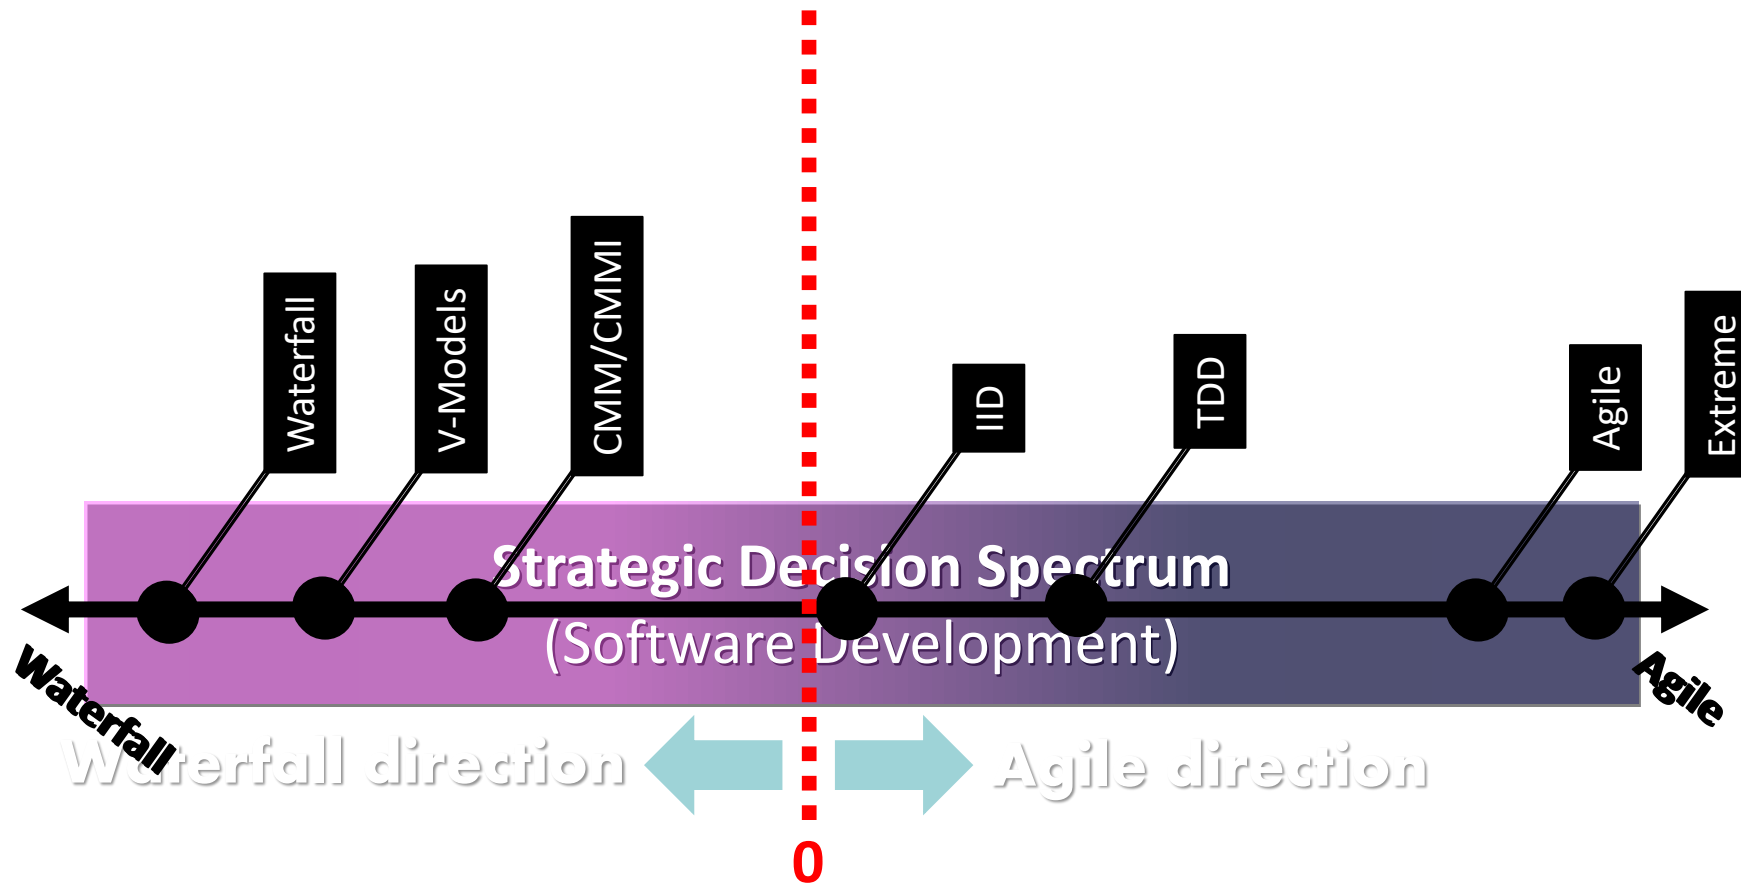 Waterfall
V-Models
CMM/CMMI
IID
TDD
Agile
Extreme
Strategic Decision Spectrum
(Software Development)
Waterfall
Agile
Waterfall direction
Agile direction
0